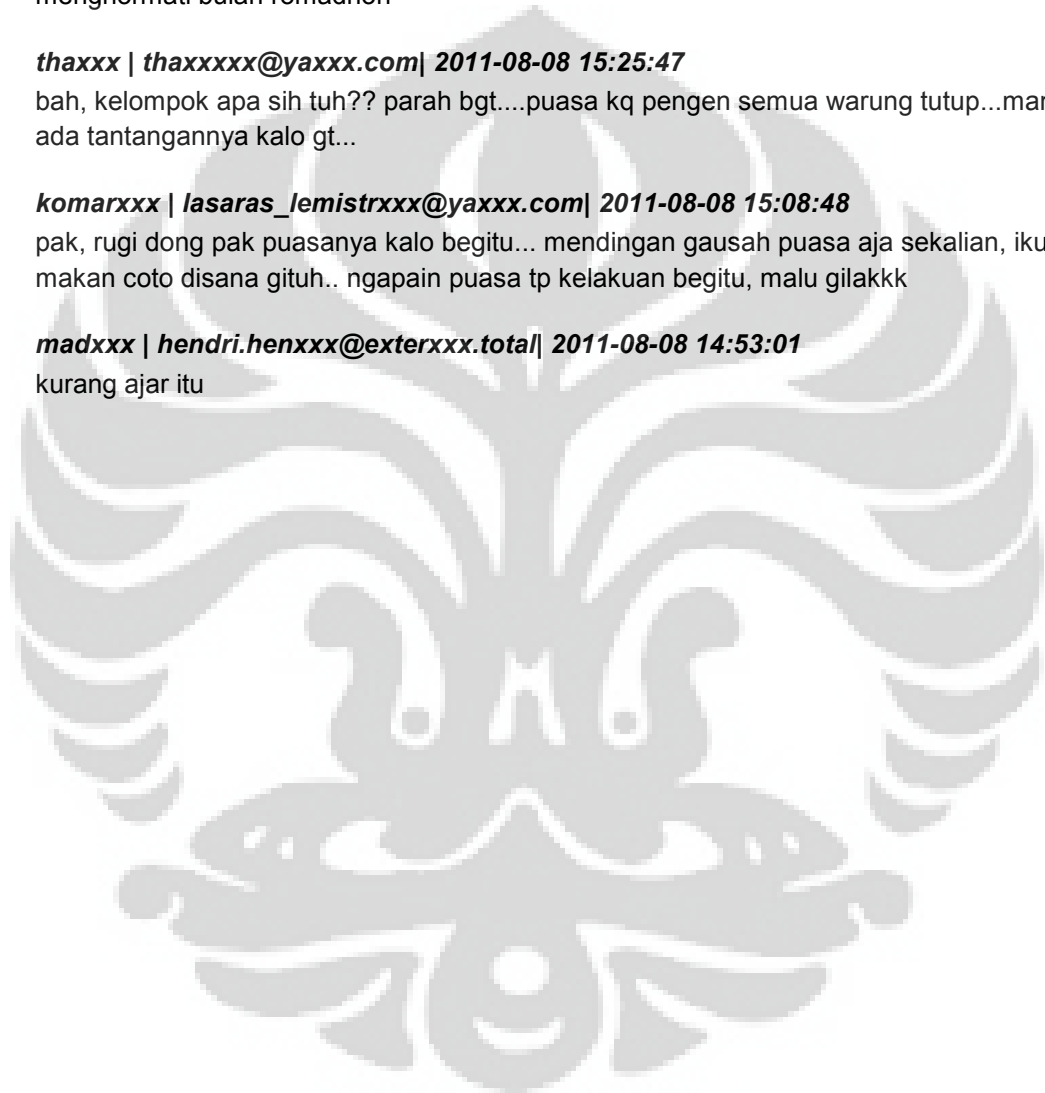 menghormati bulan romadhon
thaxxx | thaxxxxx@yaxxx.com| 2011-08-08 15:25:47
bah, kelompok apa sih tuh?? parah bgt....puasa kq pengen semua warung tutup...mar
ada tantangannya kalo gt...
komarxxx | lasaras_lemistrxxx@yaxxx.com| 2011-08-08 15:08:48
pak, rugi dong pak puasanya kalo begitu... mendingan gausah puasa aja sekalian, iku
makan coto disana gituh.. ngapain puasa tp kelakuan begitu, malu gilakkk
madxxx | hendri.henxxx@exterxxx.total| 2011-08-08 14:53:01
kurang ajar itu